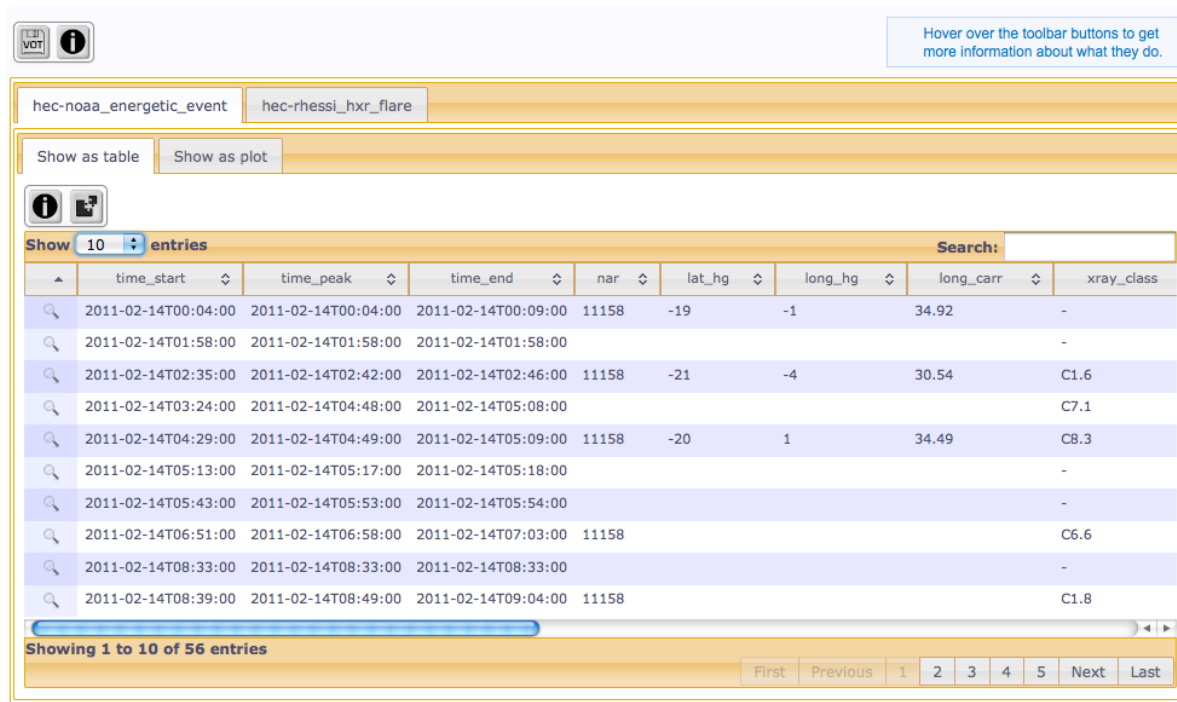 VOT
Hover over the toolbar buttons to get
more information about what they do.
hec-noaa_energetic_event hec-rhessi_hxr_flare
Show as table Show as plot
Show 10 entries Search:
time_start time_peak time_end nar lat_hg long_hg long_carr xray_class
2011-02-14T00:04:00 2011-02-14T00:04:00 2011-02-14T00:09:00 11158 -19 -1 34.92 -
2011-02-14T01:58:00 2011-02-14T01:58:00 2011-02-14T01:58:00 -
2011-02-14T02:35:00 2011-02-14T02:42:00 2011-02-14T02:46:00 11158 -21 -4 30.54 C1.6
2011-02-14T03:24:00 2011-02-14T04:48:00 2011-02-14T05:08:00 C7.1
2011-02-14T04:29:00 2011-02-14T04:49:00 2011-02-14T05:09:00 11158 -20 1 34.49 C8.3
2011-02-14T05:13:00 2011-02-14T05:17:00 2011-02-14T05:18:00 -
2011-02-14T05:43:00 2011-02-14T05:53:00 2011-02-14T05:54:00 -
2011-02-14T06:51:00 2011-02-14T06:58:00 2011-02-14T07:03:00 11158 C6.6
2011-02-14T08:33:00 2011-02-14T08:33:00 2011-02-14T08:33:00 -
2011-02-14T08:39:00 2011-02-14T08:49:00 2011-02-14T09:04:00 11158 C1.8
Showing 1 to 10 of 56 entries
First Previous 1 2 3 4 5 Next Last